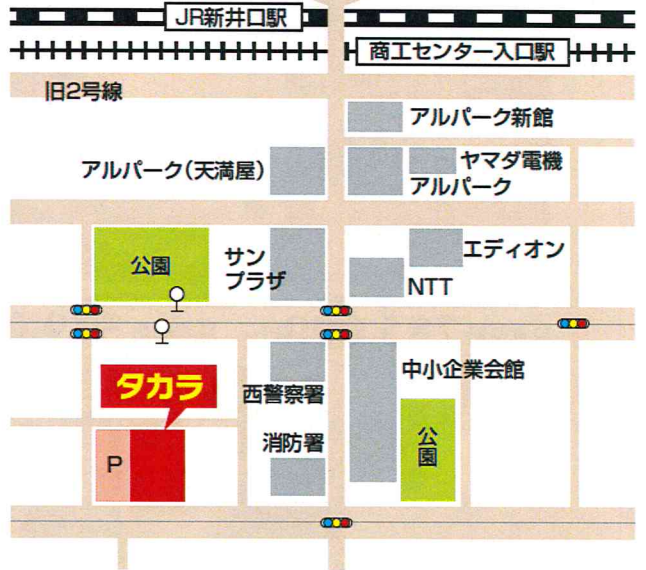 JR新井口駅
商工センター入口駅
旧2号線
アルパーク新館
アルパーク(天満屋)
ヤマダ電機
アルパーク
公園
サン
プラザ
エディオン
NTT
タカラ
西警察署
中小企業会館
消防署
公園
P